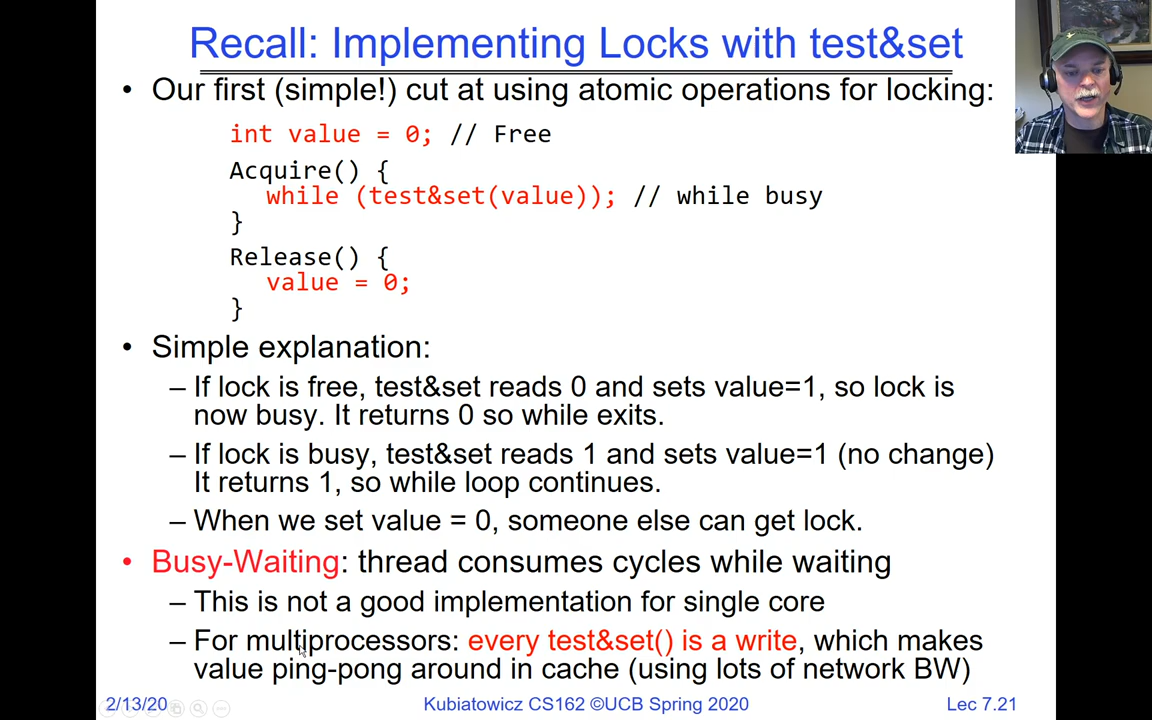 Recall: Implementing Locks with test&set
• Our first (simple!) cut at using atomic operations for locking:
int value = 0; // Free
Acquire() {
while (test&set(value)); // while busy
}
Release() {
value = 0;
}
• Simple explanation:
– If lock is free, test&set reads 0 and sets value=1, so lock is
now busy. It returns 0 so while exits.
– If lock is busy, test&set reads 1 and sets value=1 (no change)
It returns 1, so while loop continues.
– When we set value = 0, someone else can get lock.
• Busy-Waiting: thread consumes cycles while waiting
– This is not a good implementation for single core
– For multiprocessors: every test&set() is a write, which makes
value ping-pong around in cache (using lots of network BW)
2/13/20 Kubiatowicz CS162 ©UCB Spring 2020 Lec 7.21